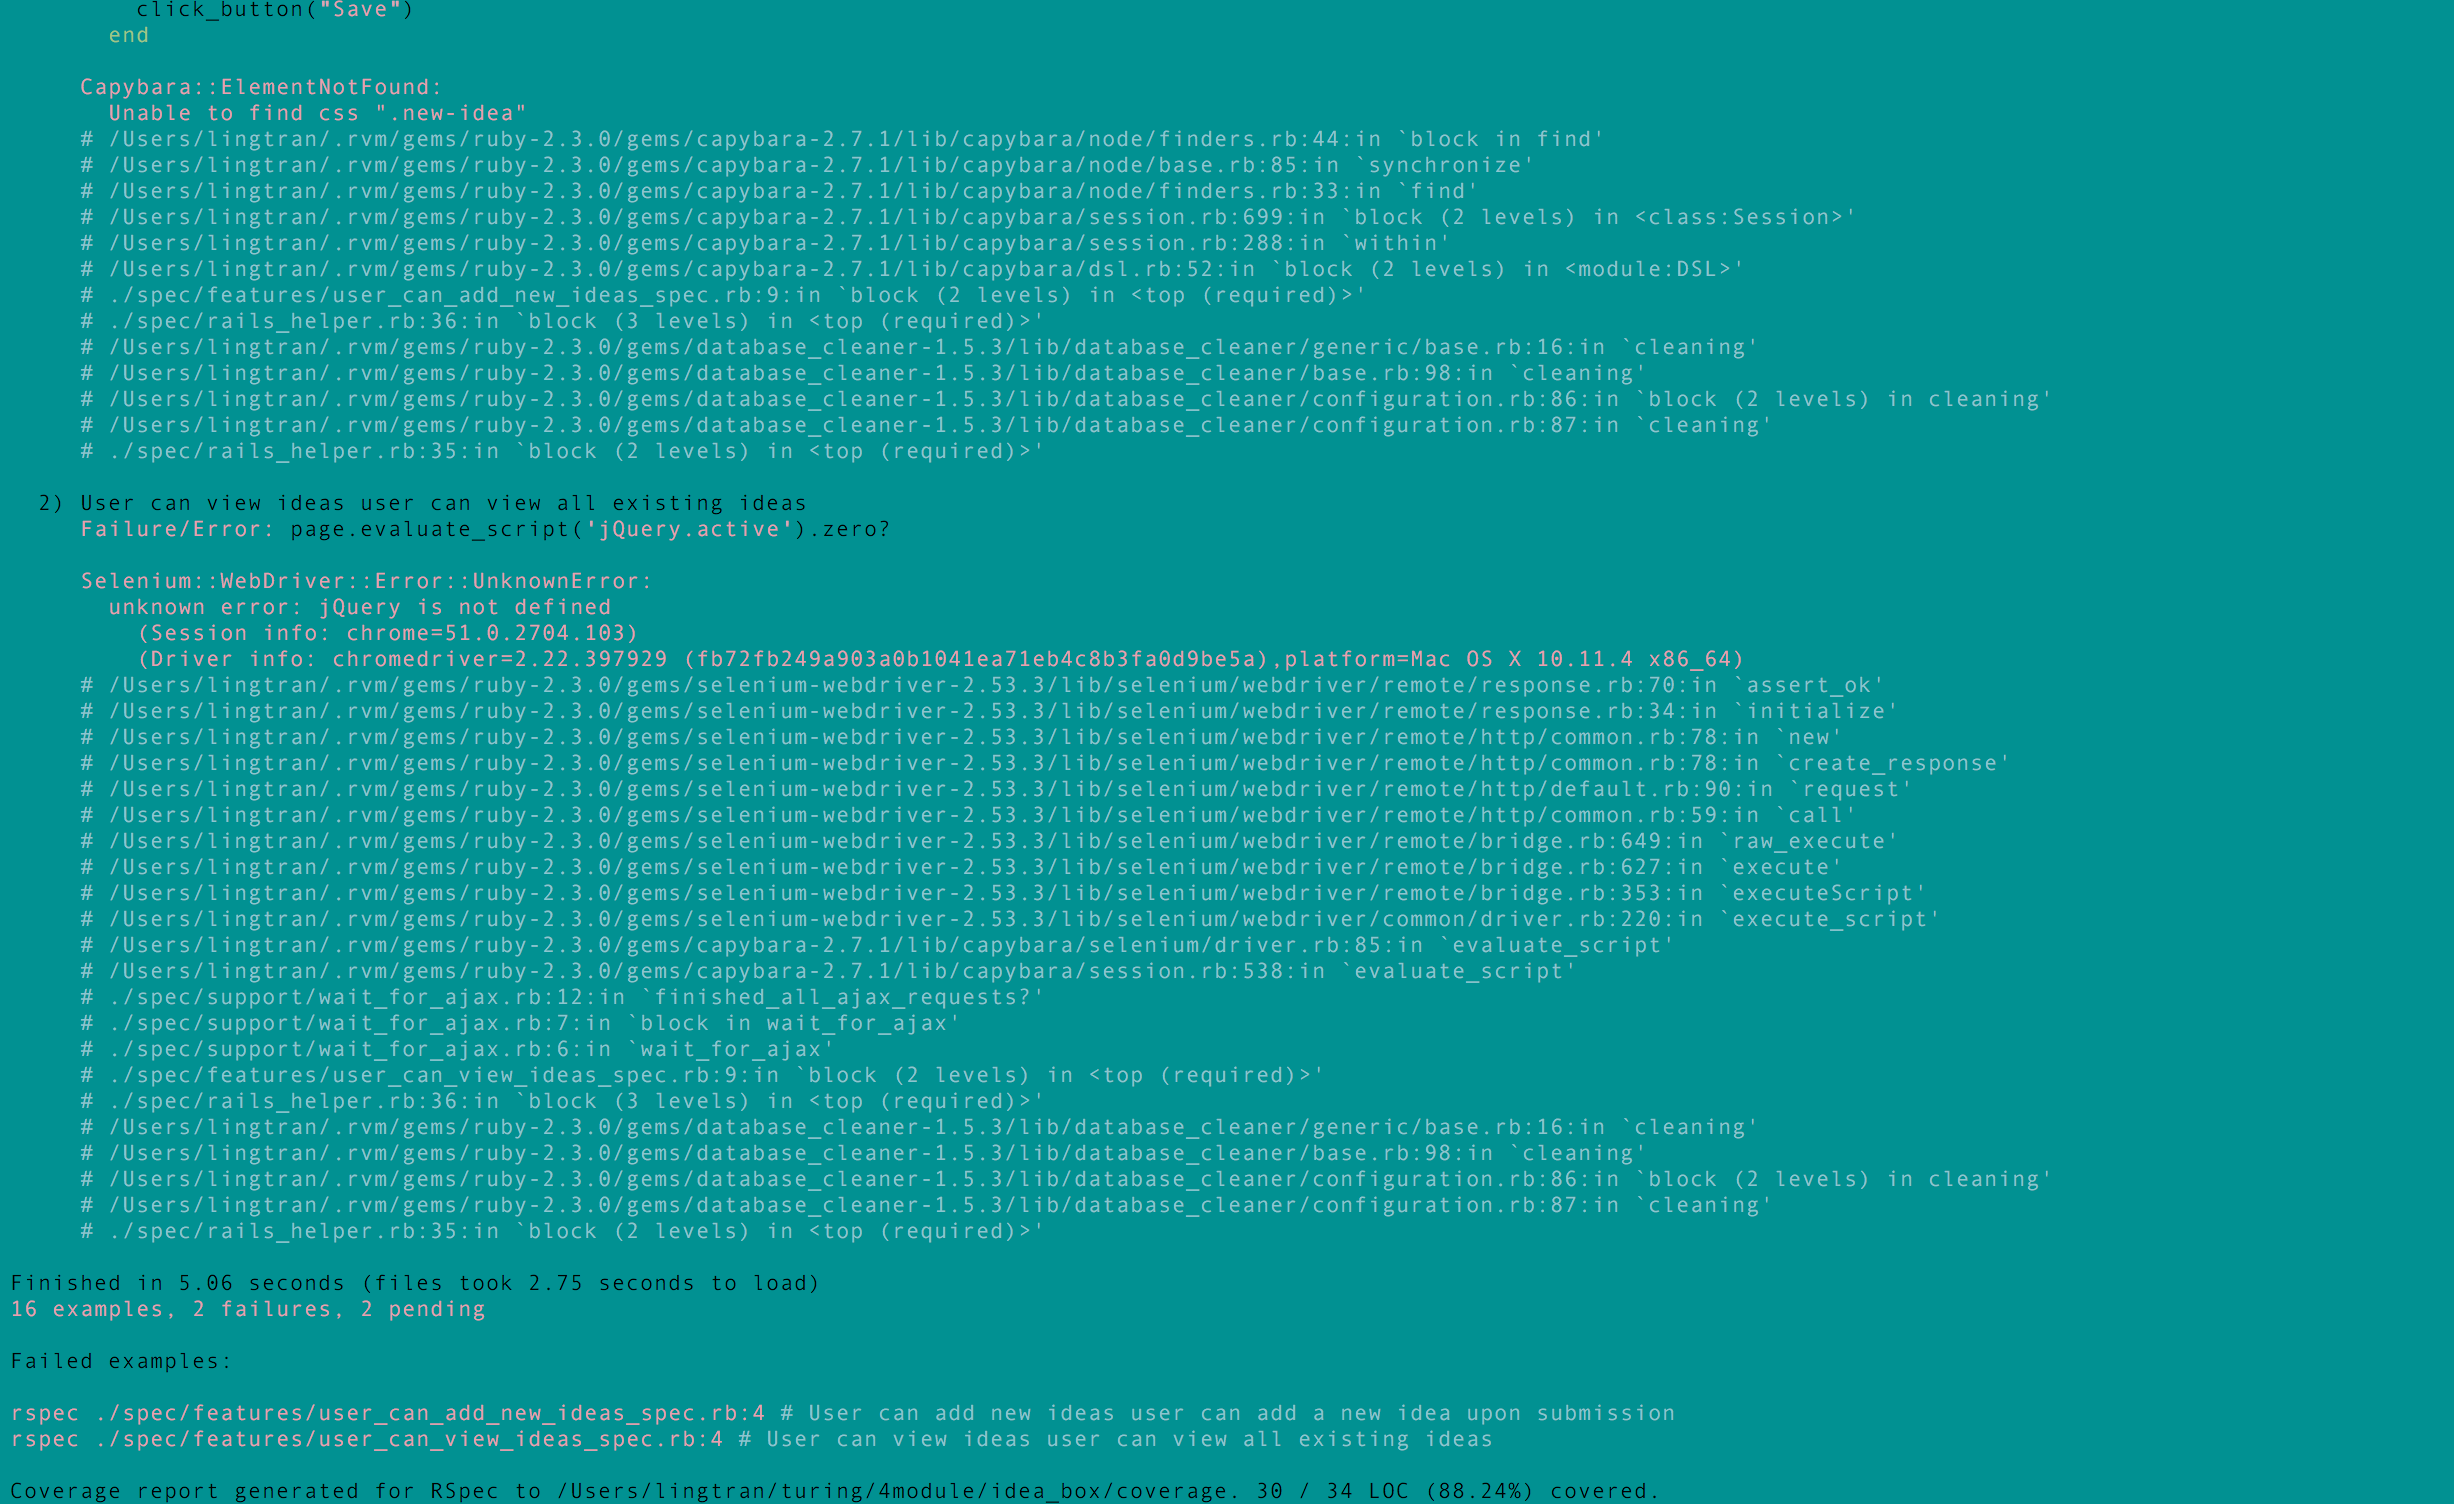 click_button("Save")
end
Capybara::ElementNotFound:
Unable to find css ".new-idea"
# /Users/lingtran/.rvm/gems/ruby-2.3.0/gems/capybara-2.7.1/lib/capybara/node/finders.rb:44:in `block in find'
# /Users/lingtran/.rvm/gems/ruby-2.3.0/gems/capybara-2.7.1/lib/capybara/node/base.rb:85:in `synchronize'
# /Users/lingtran/.rvm/gems/ruby-2.3.0/gems/capybara-2.7.1/lib/capybara/node/finders.rb:33:in `find'
# /Users/lingtran/.rvm/gems/ruby-2.3.0/gems/capybara-2.7.1/lib/capybara/session.rb:699:in `block (2 levels) in <class:Session>'
# /Users/lingtran/.rvm/gems/ruby-2.3.0/gems/capybara-2.7.1/lib/capybara/session.rb:288:in `within'
# /Users/lingtran/.rvm/gems/ruby-2.3.0/gems/capybara-2.7.1/lib/capybara/dsl.rb:52:in `block (2 levels) in <module:DSL>'
# ./spec/features/user_can_add_new_ideas_spec.rb:9:in `block (2 levels) in <top (required)>'
# ./spec/rails_helper.rb:36:in `block (3 levels) in <top (required)>'
# /Users/lingtran/.rvm/gems/ruby-2.3.0/gems/database_cleaner-1.5.3/lib/database_cleaner/generic/base.rb:16:in `cleaning'
# /Users/lingtran/.rvm/gems/ruby-2.3.0/gems/database_cleaner-1.5.3/lib/database_cleaner/base.rb:98:in `cleaning'
# /Users/lingtran/.rvm/gems/ruby-2.3.0/gems/database_cleaner-1.5.3/lib/database_cleaner/configuration.rb:86:in `block (2 levels) in cleaning'
# /Users/lingtran/.rvm/gems/ruby-2.3.0/gems/database_cleaner-1.5.3/lib/database_cleaner/configuration.rb:87:in `cleaning'
# ./spec/rails_helper.rb:35:in `block (2 levels) in <top (required)>'
2) User can view ideas user can view all existing ideas
Failure/Error: page.evaluate_script('jQuery.active').zero?
Selenium::WebDriver::Error::UnknownError:
unknown error: jQuery is not defined
(Session info: chrome=51.0.2704.103)
(Driver info: chromedriver=2.22.397929 (fb72fb249a903a0b1041ea71eb4c8b3fa0d9be5a),platform=Mac OS X 10.11.4 x86_64)
# /Users/lingtran/.rvm/gems/ruby-2.3.0/gems/selenium-webdriver-2.53.3/lib/selenium/webdriver/remote/response.rb:70:in `assert_ok'
# /Users/lingtran/.rvm/gems/ruby-2.3.0/gems/selenium-webdriver-2.53.3/lib/selenium/webdriver/remote/response.rb:34:in `initialize'
# /Users/lingtran/.rvm/gems/ruby-2.3.0/gems/selenium-webdriver-2.53.3/lib/selenium/webdriver/remote/http/common.rb:78:in `new'
# /Users/lingtran/.rvm/gems/ruby-2.3.0/gems/selenium-webdriver-2.53.3/lib/selenium/webdriver/remote/http/common.rb:78:in `create_response'
# /Users/lingtran/.rvm/gems/ruby-2.3.0/gems/selenium-webdriver-2.53.3/lib/selenium/webdriver/remote/http/default.rb:90:in `request'
# /Users/lingtran/.rvm/gems/ruby-2.3.0/gems/selenium-webdriver-2.53.3/lib/selenium/webdriver/remote/http/common.rb:59:in `call'
# /Users/lingtran/.rvm/gems/ruby-2.3.0/gems/selenium-webdriver-2.53.3/lib/selenium/webdriver/remote/bridge.rb:649:in `raw_execute'
# /Users/lingtran/.rvm/gems/ruby-2.3.0/gems/selenium-webdriver-2.53.3/lib/selenium/webdriver/remote/bridge.rb:627:in `execute'
# /Users/lingtran/.rvm/gems/ruby-2.3.0/gems/selenium-webdriver-2.53.3/lib/selenium/webdriver/remote/bridge.rb:353:in `executeScript'
# /Users/lingtran/.rvm/gems/ruby-2.3.0/gems/selenium-webdriver-2.53.3/lib/selenium/webdriver/common/driver.rb:220:in `execute_script'
# /Users/lingtran/.rvm/gems/ruby-2.3.0/gems/capybara-2.7.1/lib/capybara/selenium/driver.rb:85:in `evaluate_script'
# /Users/lingtran/.rvm/gems/ruby-2.3.0/gems/capybara-2.7.1/lib/capybara/session.rb:538:in `evaluate_script'
# ./spec/support/wait_for_ajax.rb:12:in `finished_all_ajax_requests?'
# ./spec/support/wait_for_ajax.rb:7:in `block in wait_for_ajax'
# ./spec/support/wait_for_ajax.rb:6:in `wait_for_ajax'
# ./spec/features/user_can_view_ideas_spec.rb:9:in `block (2 levels) in <top (required)>'
# ./spec/rails_helper.rb:36:in `block (3 levels) in <top (required)>'
# /Users/lingtran/.rvm/gems/ruby-2.3.0/gems/database_cleaner-1.5.3/lib/database_cleaner/generic/base.rb:16:in `cleaning'
# /Users/lingtran/.rvm/gems/ruby-2.3.0/gems/database_cleaner-1.5.3/lib/database_cleaner/base.rb:98:in `cleaning'
# /Users/lingtran/.rvm/gems/ruby-2.3.0/gems/database_cleaner-1.5.3/lib/database_cleaner/configuration.rb:86:in `block (2 levels) in cleaning'
# /Users/lingtran/.rvm/gems/ruby-2.3.0/gems/database_cleaner-1.5.3/lib/database_cleaner/configuration.rb:87:in `cleaning'
# ./spec/rails_helper.rb:35:in `block (2 levels) in <top (required)>'
Finished in 5.06 seconds (files took 2.75 seconds to load)
16 examples, 2 failures, 2 pending
Failed examples:
rspec ./spec/features/user_can_add_new_ideas_spec.rb:4 # User can add new ideas user can add a new idea upon submission
rspec ./spec/features/user_can_view_ideas_spec.rb:4 # User can view ideas user can view all existing ideas
Coverage report generated for RSpec to /Users/lingtran/turing/4module/idea_box/coverage. 30 / 34 LOC (88.24%) covered.